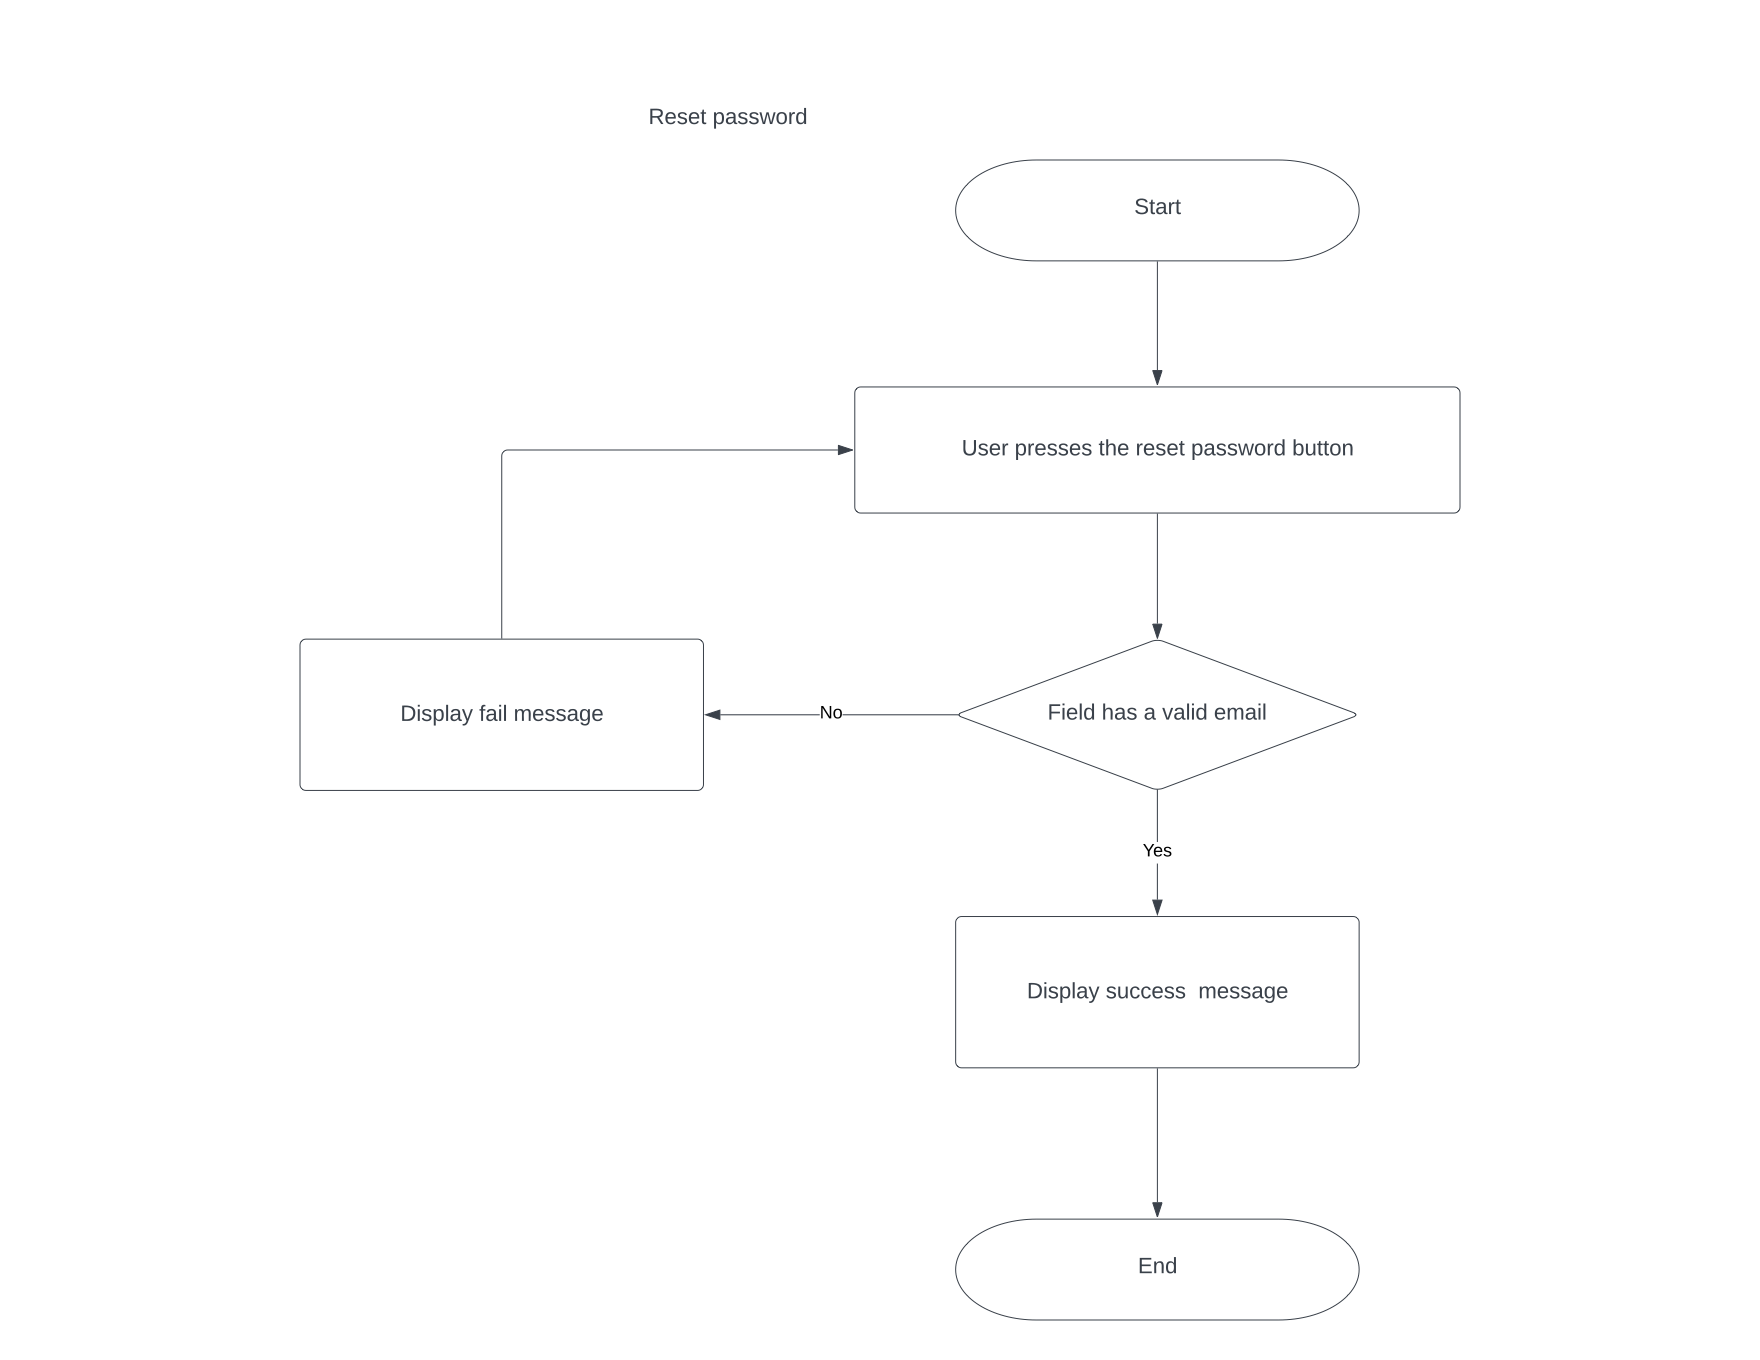 Reset password
Start
User presses the reset password button
Field has a valid email
No
Display fail message
Yes
Display success  message
End